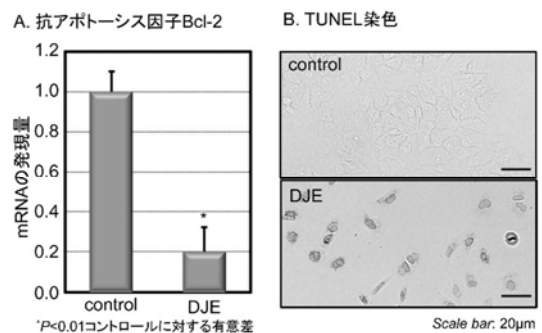 A. 抗アポトーシス因子Bcl-2
mRNAの発現量
1.2
1.0
0.8
0.6
0.4
0.2
0.0
*
control
DJE
*P<0.01コントロールに対する有意差
B. TUNEL染色
control
DJE
Scale bar: 20μm